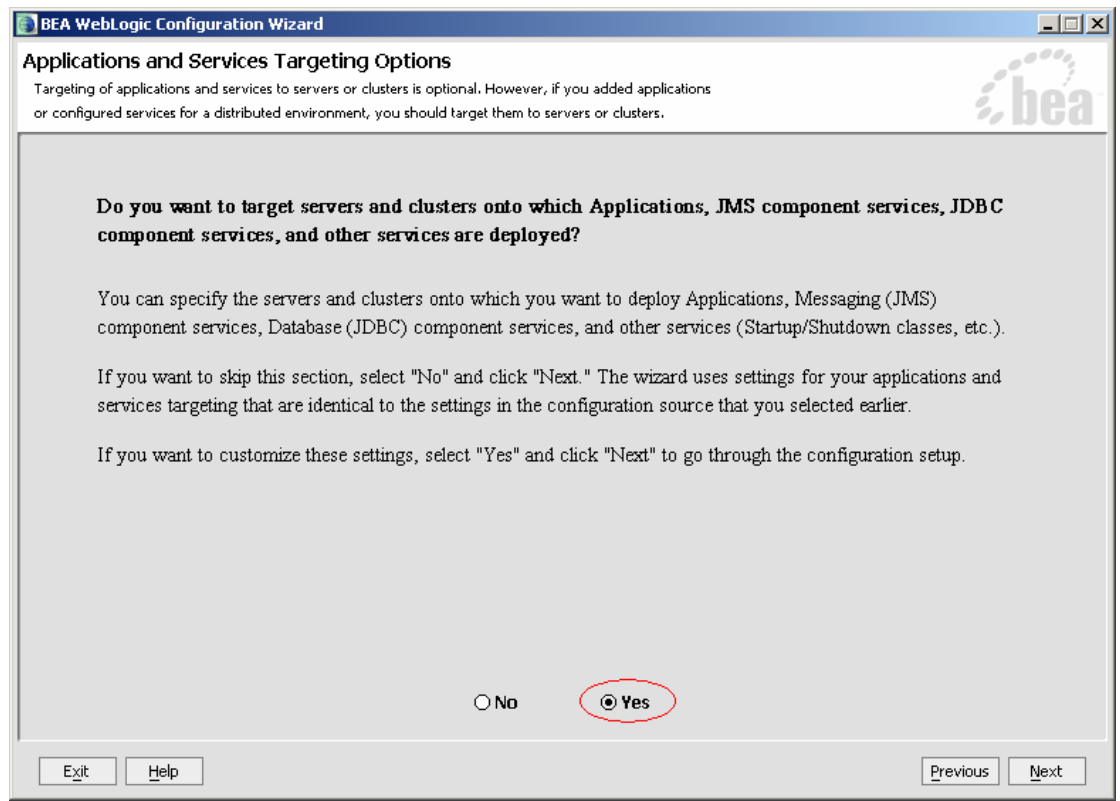 BEA WebLogic Configuration Wizard
Applications and Services Targeting Options
Targeting of applications and services to servers or clusters is optional. However, if you added applications
or configured services for a distributed environment, you should target them to servers or clusters.
bea
Do you want to target servers and clusters onto which Applications, JMS component services, JDBC
component services, and other services are deployed?
You can specify the servers and clusters onto which you want to deploy Applications, Messaging (JMS)
component services, Database (JDBC) component services, and other services (Startup/Shutdown classes, etc.).
If you want to skip this section, select "No" and click "Next." The wizard uses settings for your applications and
services targeting that are identical to the settings in the configuration source that you selected earlier.
If you want to customize these settings, select "Yes" and click "Next" to go through the configuration setup.
No Yes
Exit Help Previous Next